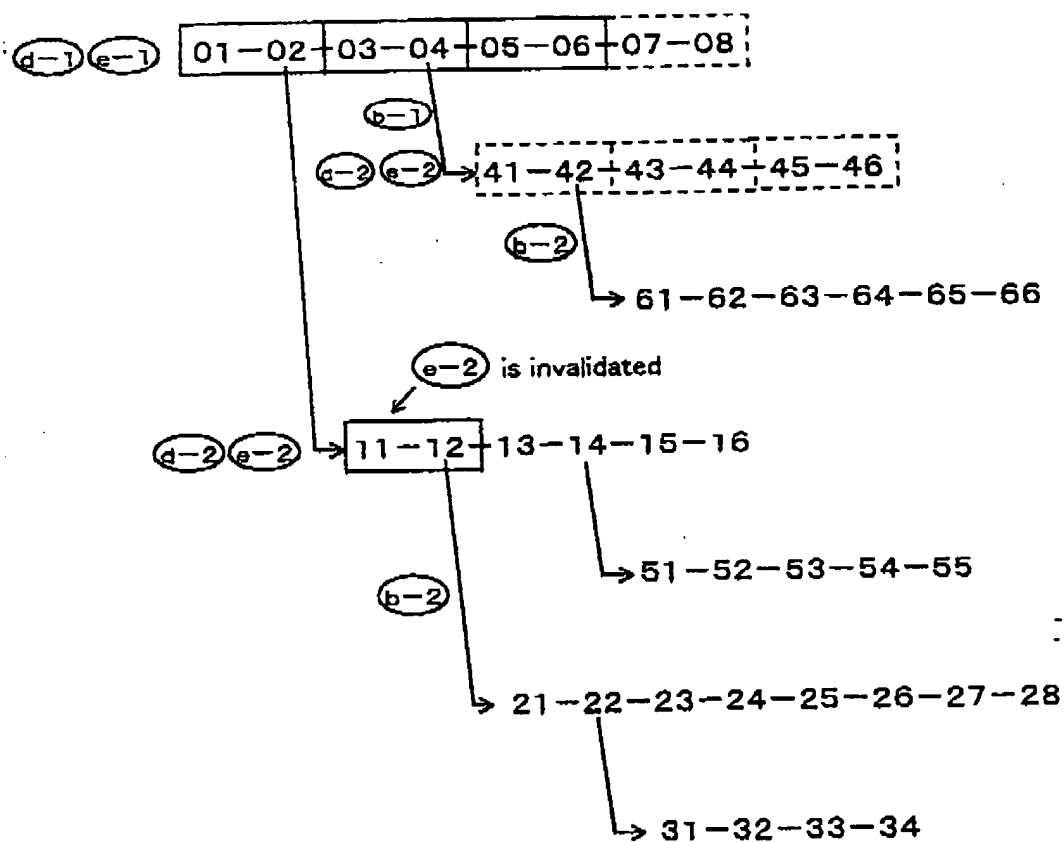 d-1 e-1 01-02-03-04-05-06-07-08
b-1
d-2 e-2 41-42-43-44-45-46
b-2
61-62-63-64-65-66
e-2 is invalidated
d-2 e-2 11-12-13-14-15-16
51-52-53-54-55
b-2
21-22-23-24-25-26-27-28
31-32-33-34